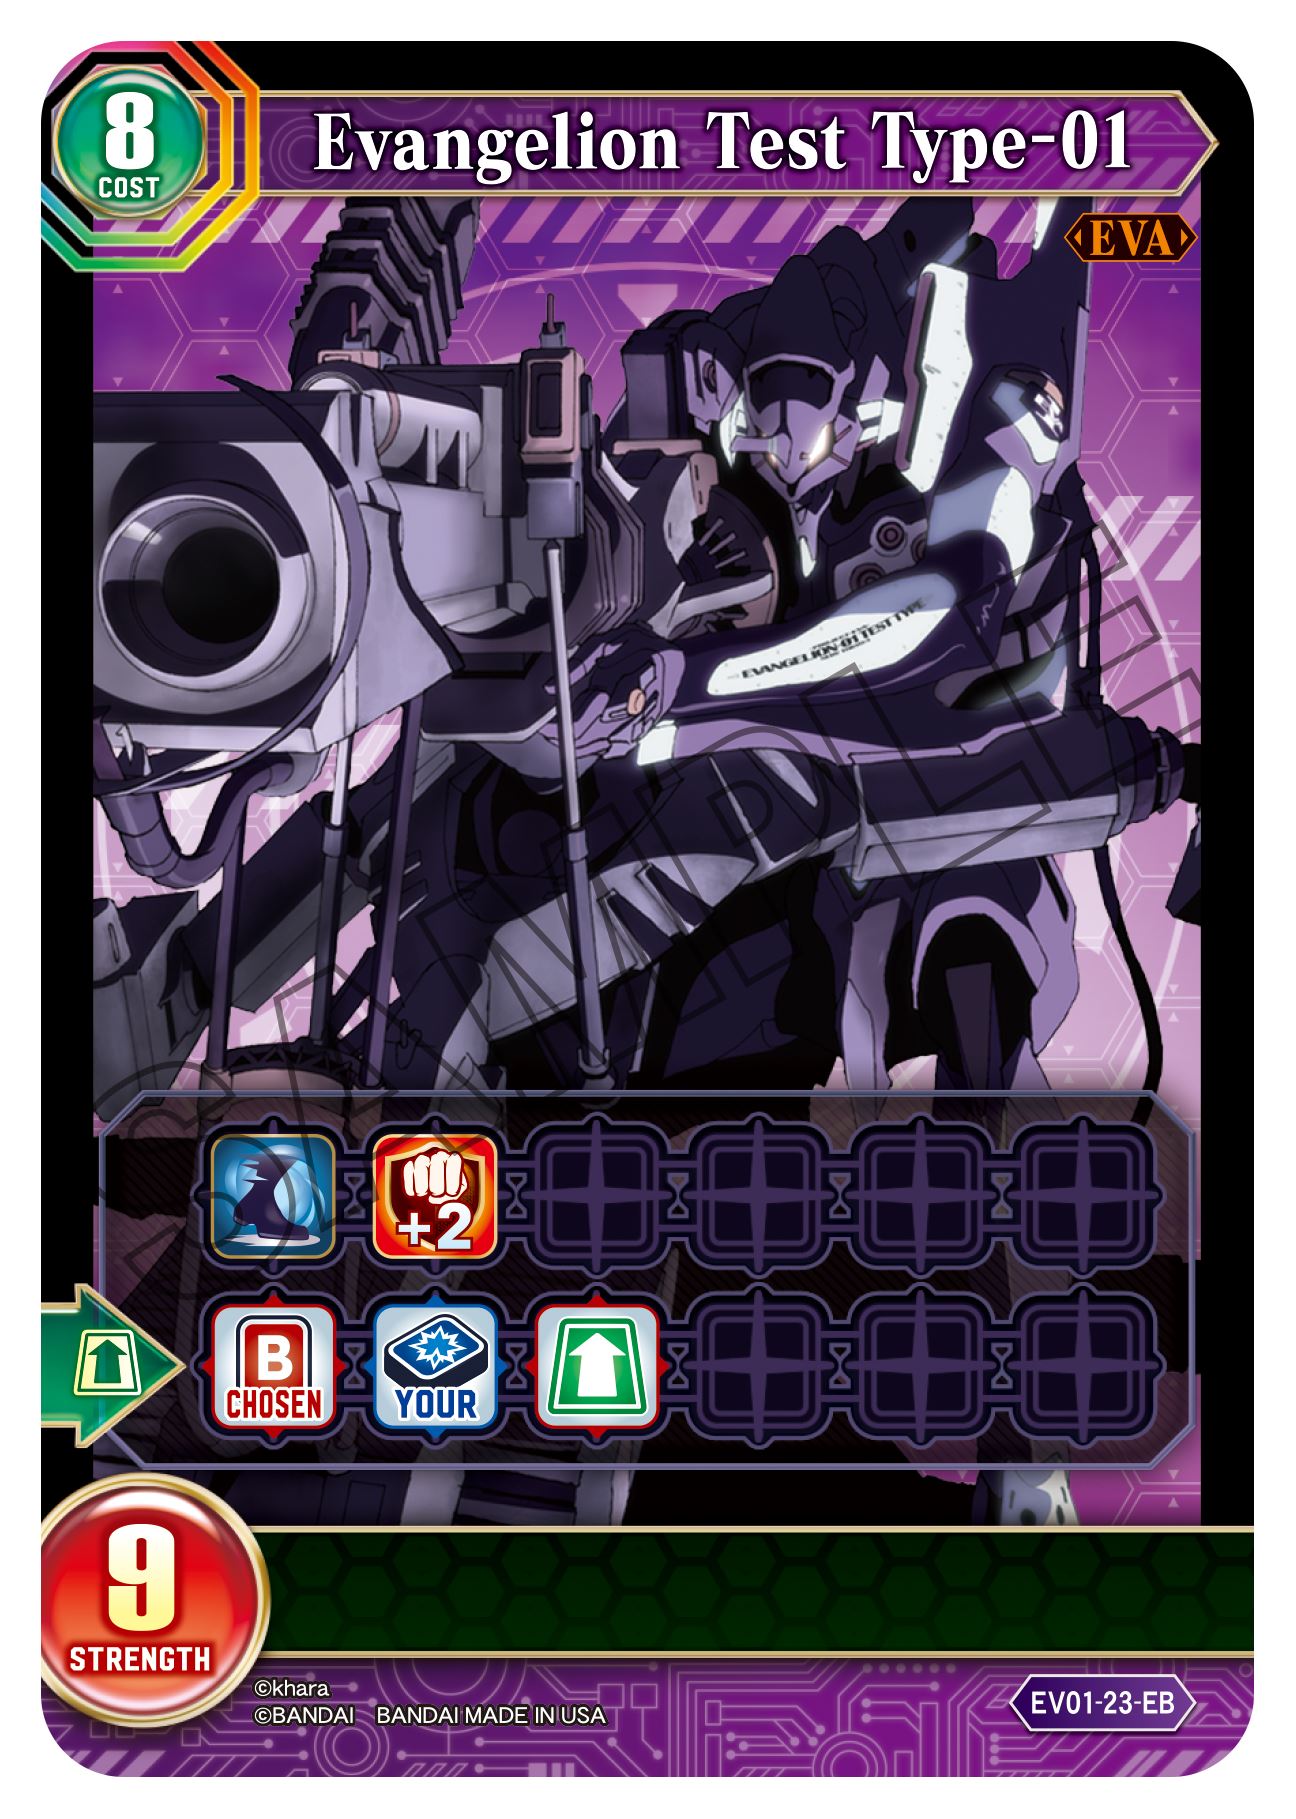 8
COST
Evangelion Test Type-01
EVA
EVANGELION-01 TEST TYPE
SAMPLE
+2
B
CHOSEN
YOUR
9
STRENGTH
©khara
©BANDAI BANDAI MADE IN USA
EV01-23-EB